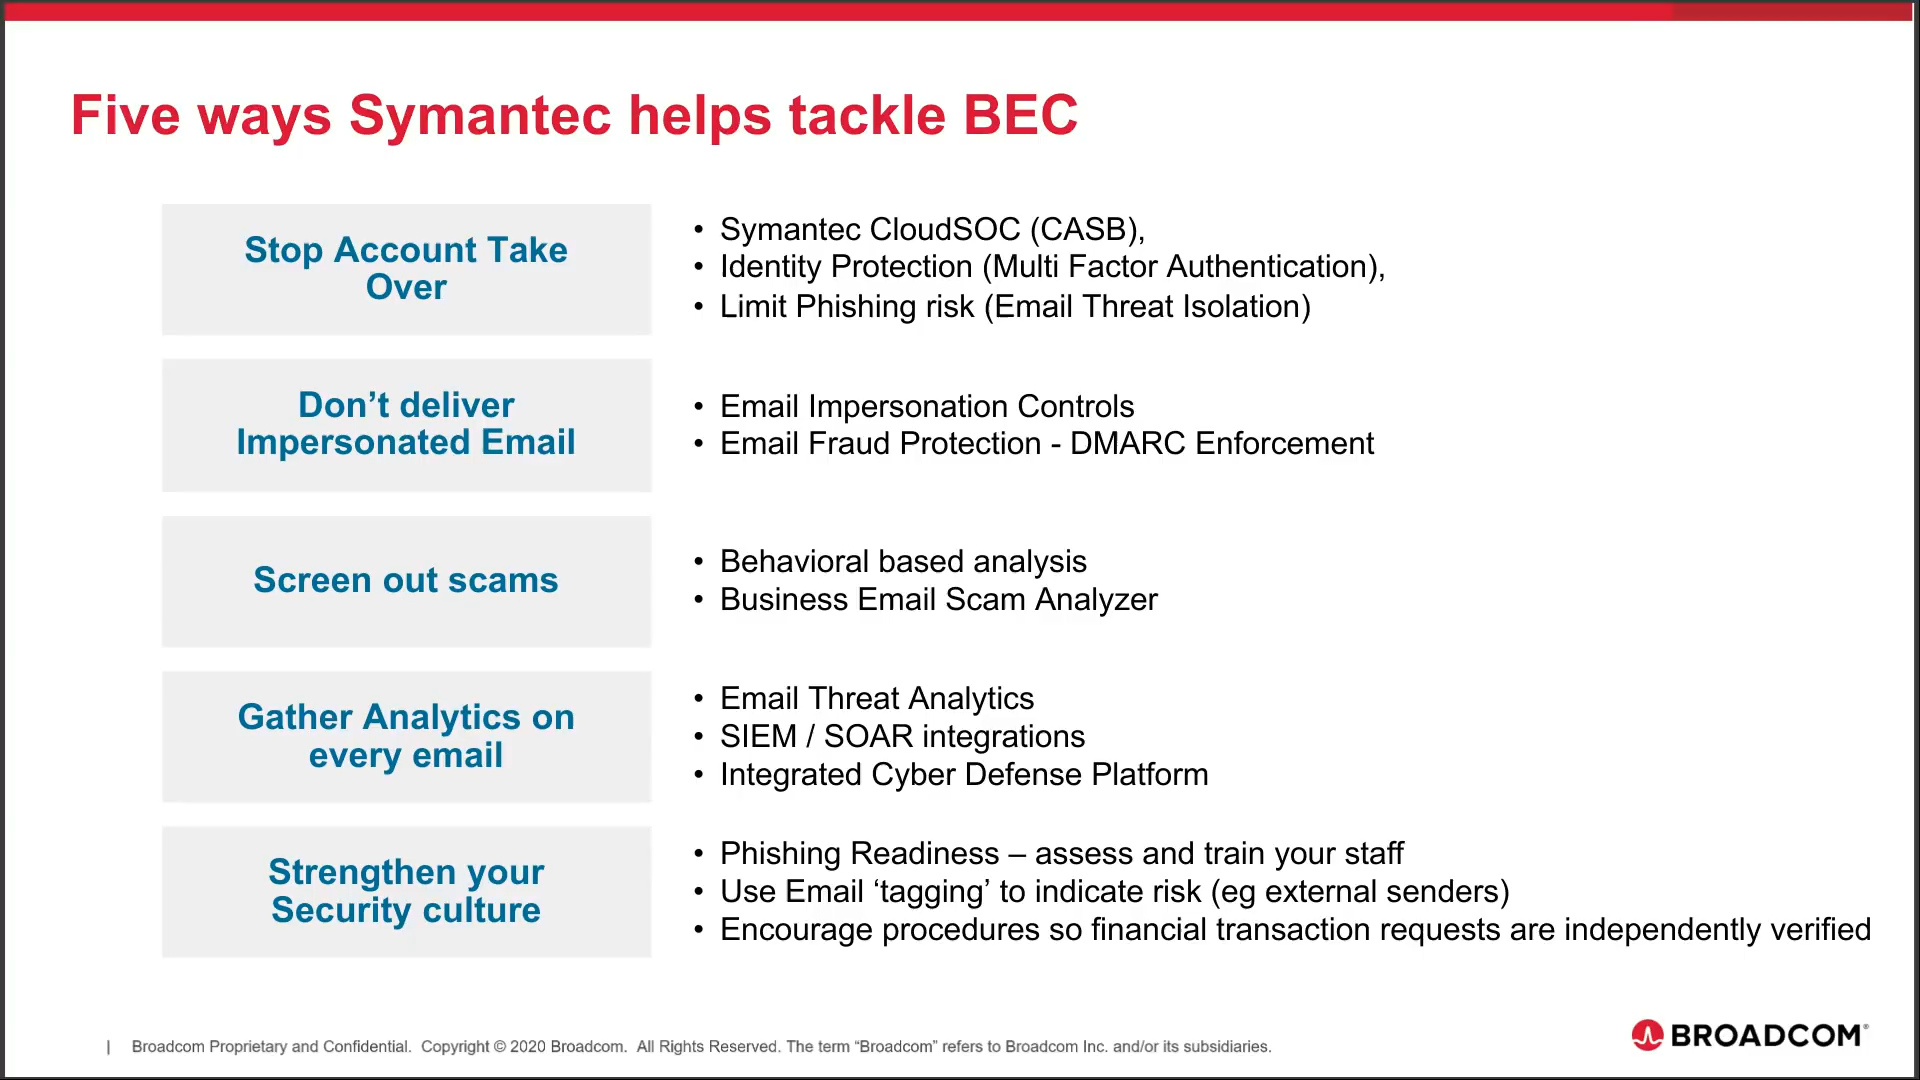 Five ways Symantec helps tackle BEC
Stop Account Take
Over
• Symantec CloudSOC (CASB),
• Identity Protection (Multi Factor Authentication),
• Limit Phishing risk (Email Threat Isolation)
Don’t deliver
Impersonated Email
• Email Impersonation Controls
• Email Fraud Protection - DMARC Enforcement
Screen out scams
• Behavioral based analysis
• Business Email Scam Analyzer
Gather Analytics on
every email
• Email Threat Analytics
• SIEM / SOAR integrations
• Integrated Cyber Defense Platform
Strengthen your
Security culture
• Phishing Readiness – assess and train your staff
• Use Email ‘tagging’ to indicate risk (eg external senders)
• Encourage procedures so financial transaction requests are independently verified
| Broadcom Proprietary and Confidential. Copyright © 2020 Broadcom. All Rights Reserved. The term “Broadcom” refers to Broadcom Inc. and/or its subsidiaries.
BROADCOM®